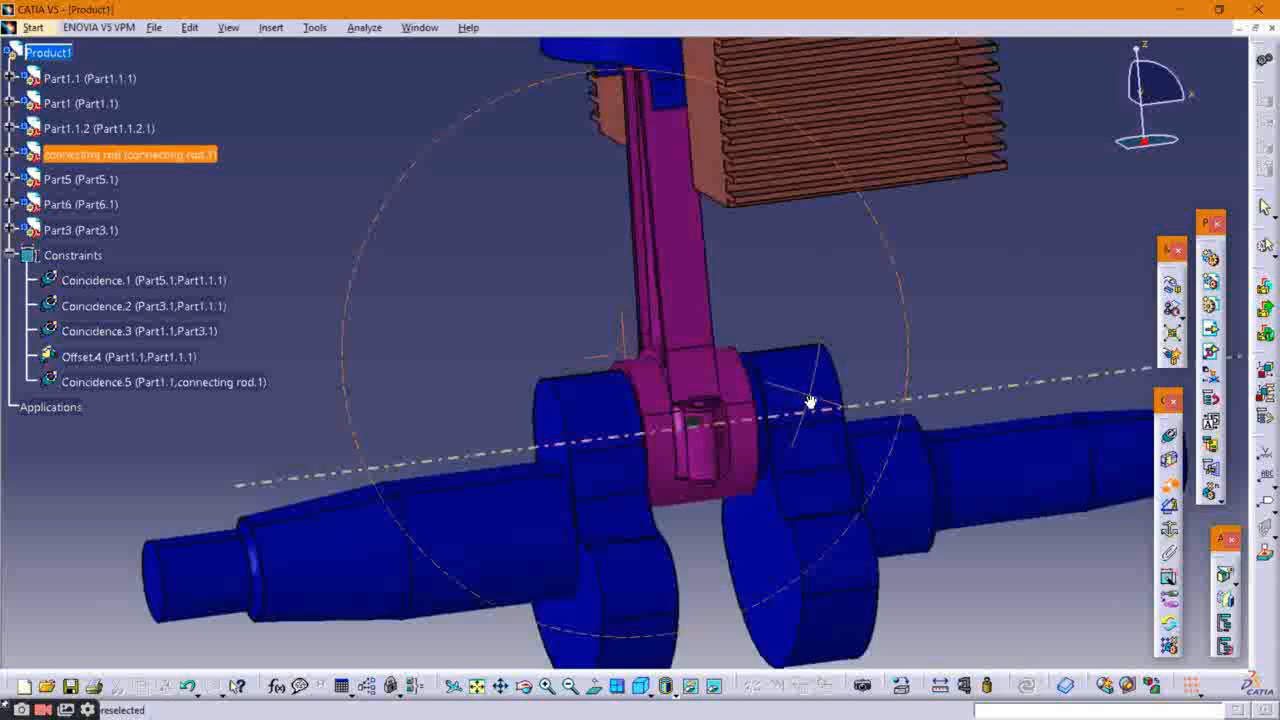 CATIA V5 - [Product1]
Start ENOVIA V5 VPM File Edit View Insert Tools Analyze Window Help
Product1
Part1.1 (Part1.1.1)
Part1 (Part1.1)
Part1.1.2 (Part1.1.2.1)
connecting rod (connecting rod.1)
Part5 (Part5.1)
Part6 (Part6.1)
Part3 (Part3.1)
Constraints
Coincidence.1 (Part5.1,Part1.1.1)
Coincidence.2 (Part3.1,Part1.1.1)
Coincidence.3 (Part1.1,Part3.1)
Offset.4 (Part1.1,Part1.1.1)
Coincidence.5 (Part1.1,connecting rod.1)
Applications
z
x
P
A
ABC
f(x)
CATIA
preselected